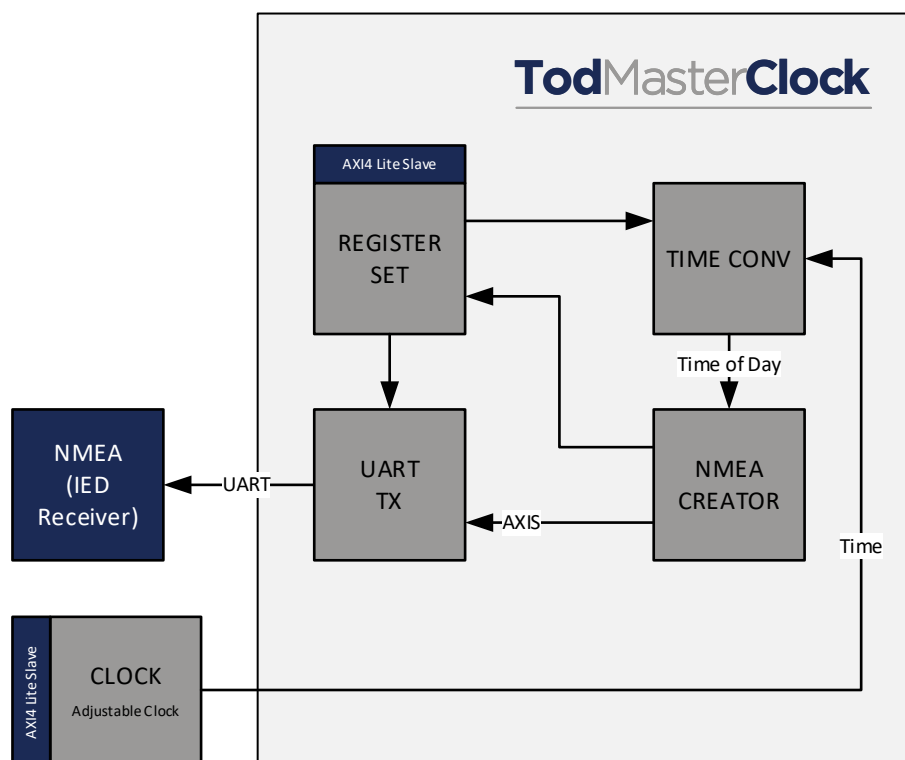 TodMasterClock
AXI4 Lite Slave
REGISTER
SET
TIME CONV
Time of Day
NMEA
(IED
Receiver)
UART
UART
TX
AXIS
NMEA
CREATOR
Time
AXI4 Lite Slave
CLOCK
Adjustable Clock